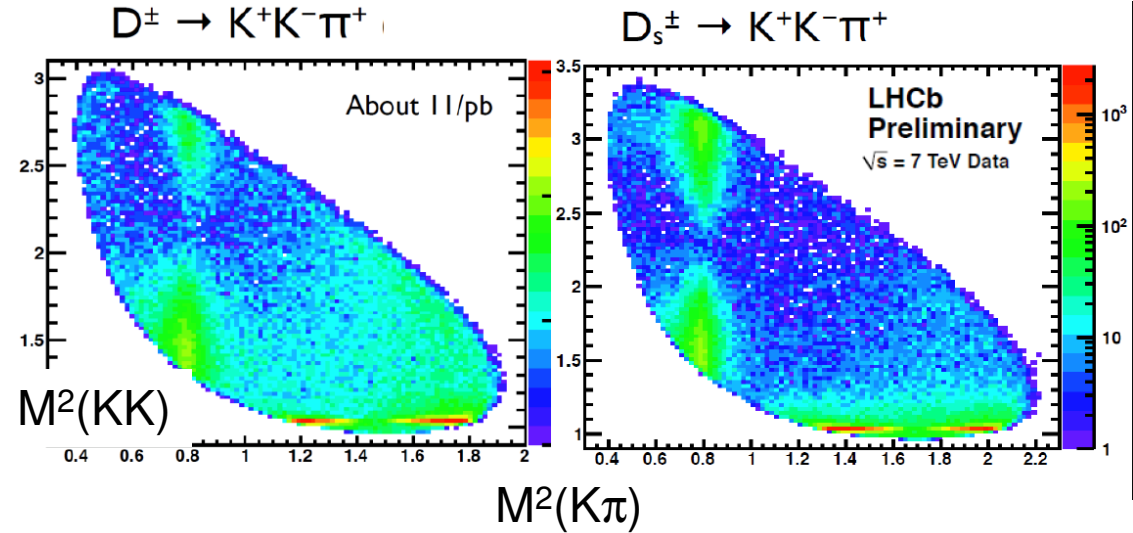 D± → K⁺K⁻π⁺ (
Dₛ± → K⁺K⁻π⁺
About 11/pb
LHCb
Preliminary
√s = 7 TeV Data
3
2.5
2
1.5
3.5
3
2.5
2
1.5
1
10³
10²
10
1
M²(KK)
0.4 0.6 0.8 1 1.2 1.4 1.6 1.8 2
0.4 0.6 0.8 1 1.2 1.4 1.6 1.8 2 2.2
M²(Kπ)